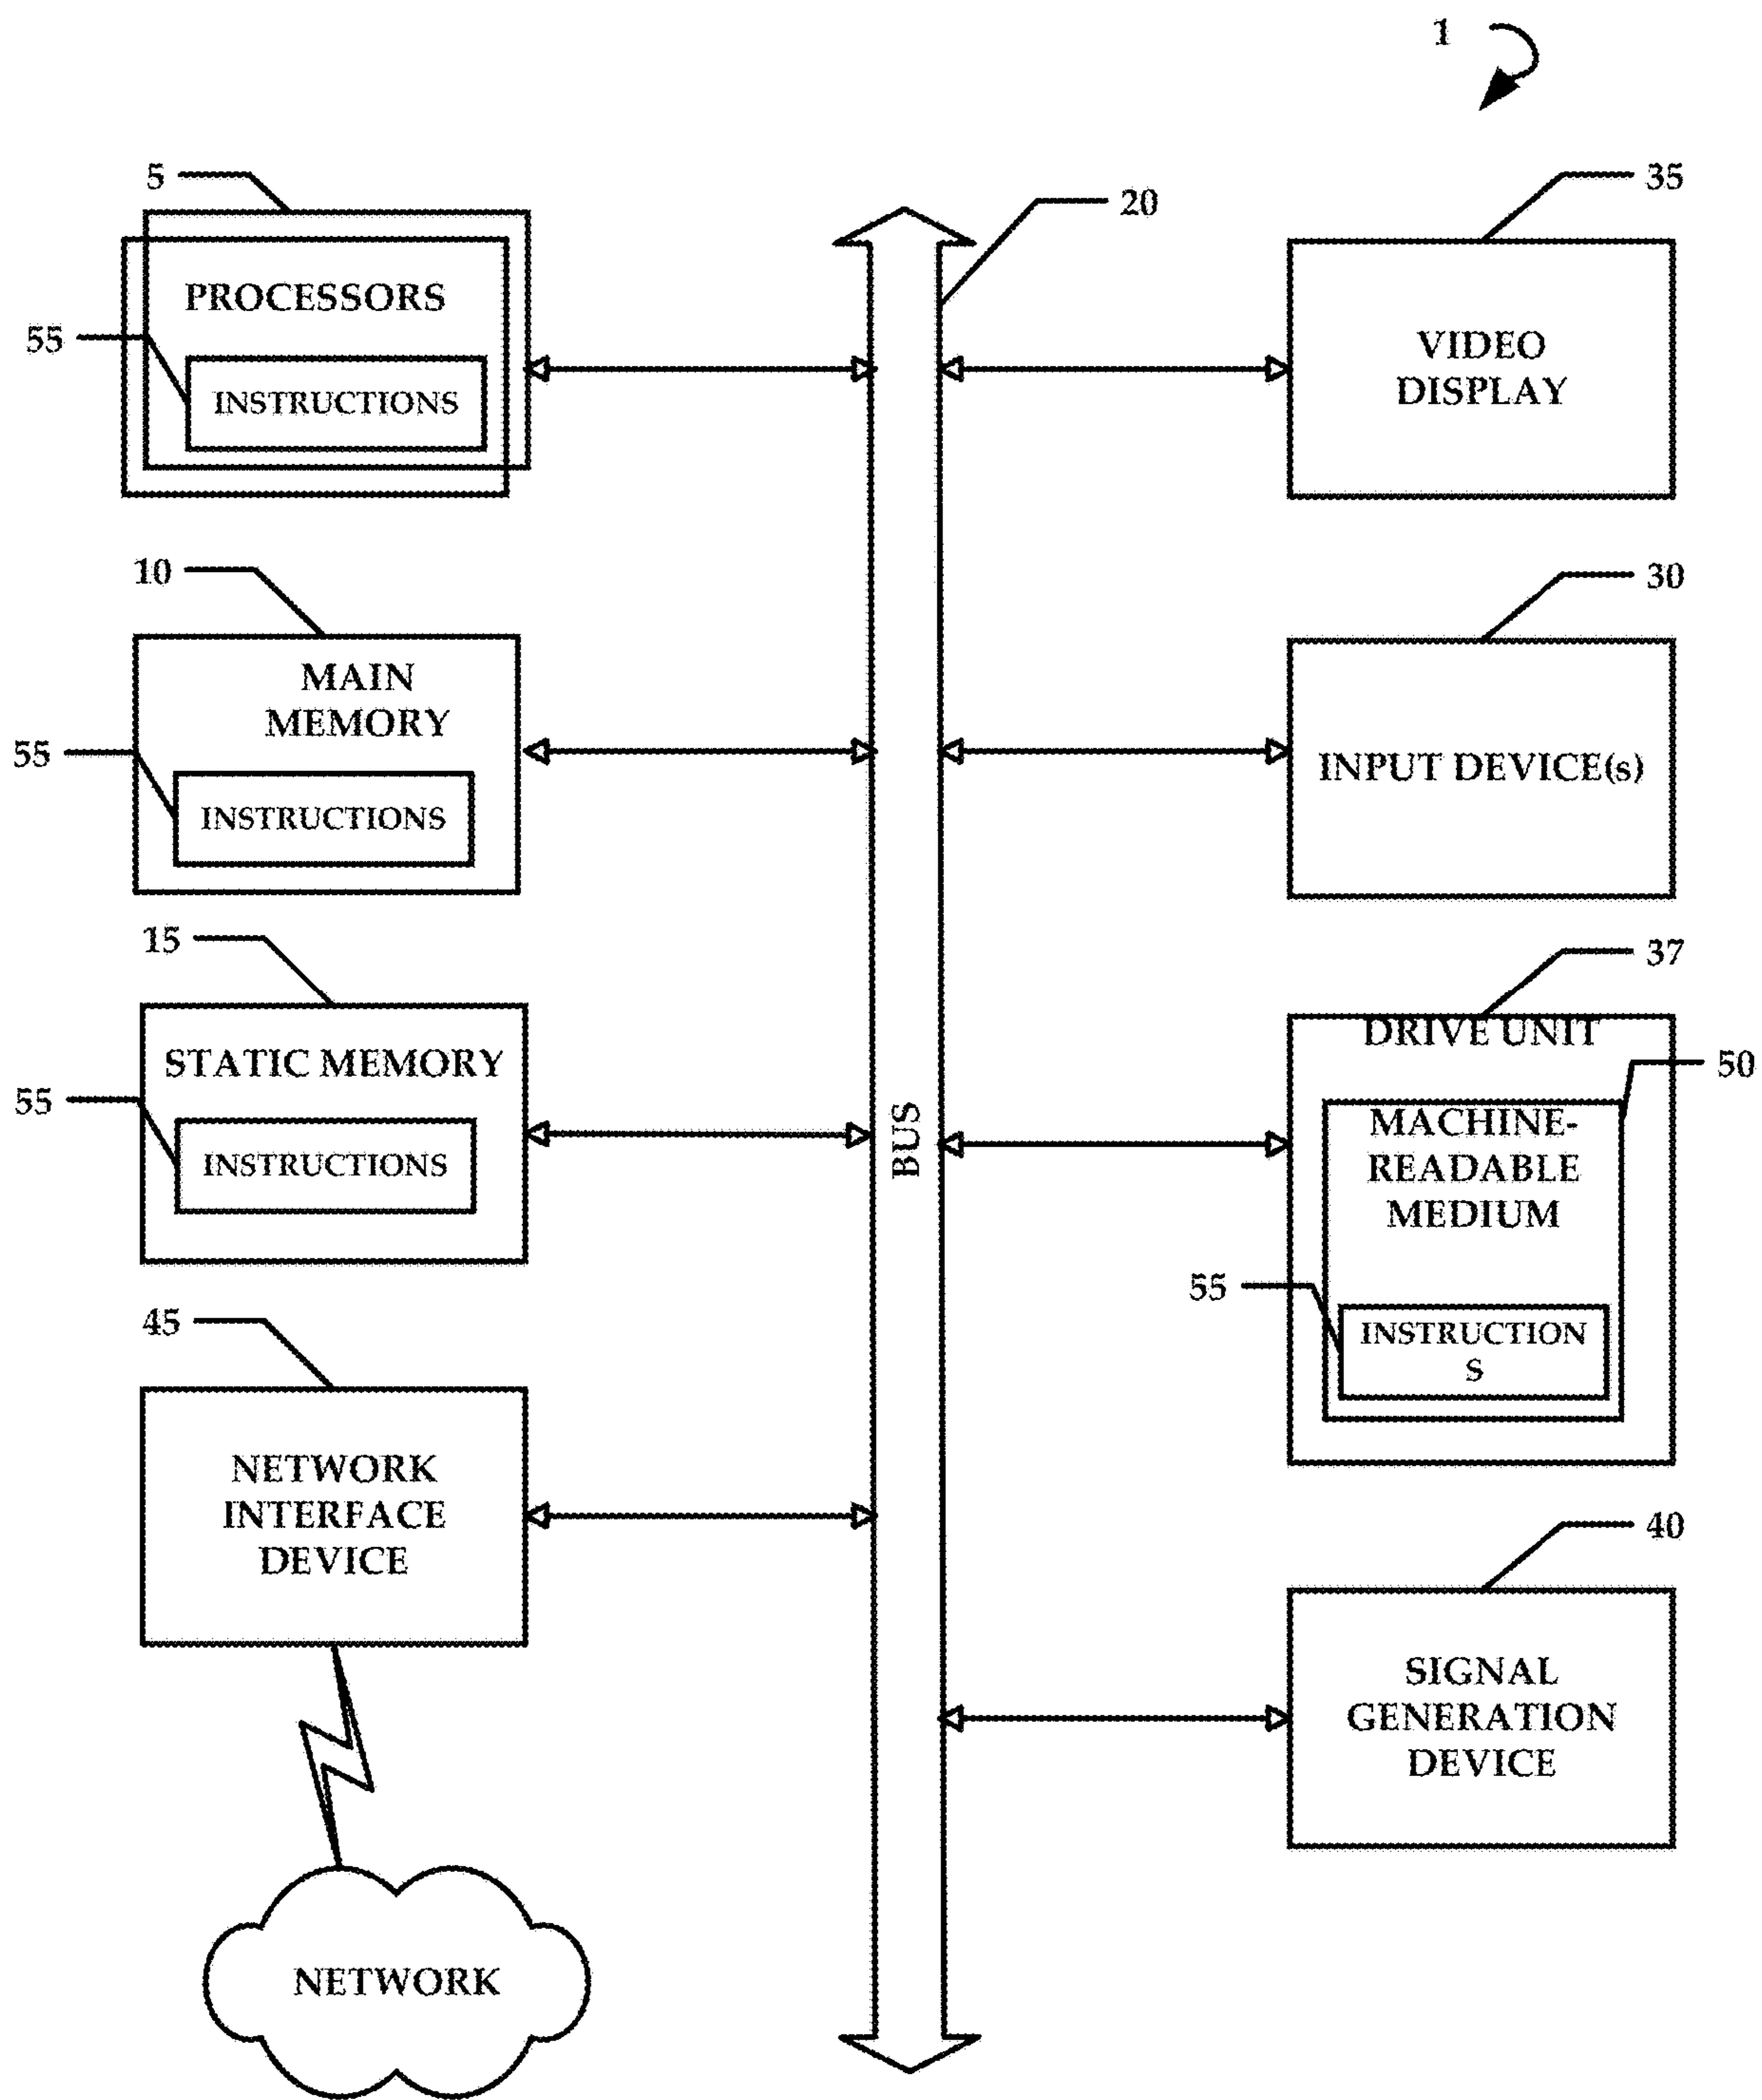 1
5
PROCESSORS
55
INSTRUCTIONS
10
MAIN
MEMORY
55
INSTRUCTIONS
15
STATIC MEMORY
55
INSTRUCTIONS
45
NETWORK
INTERFACE
DEVICE
NETWORK
20
BUS
35
VIDEO
DISPLAY
30
INPUT DEVICE(s)
37
DRIVE UNIT
50
MACHINE-
READABLE
MEDIUM
55
INSTRUCTION
S
40
SIGNAL
GENERATION
DEVICE